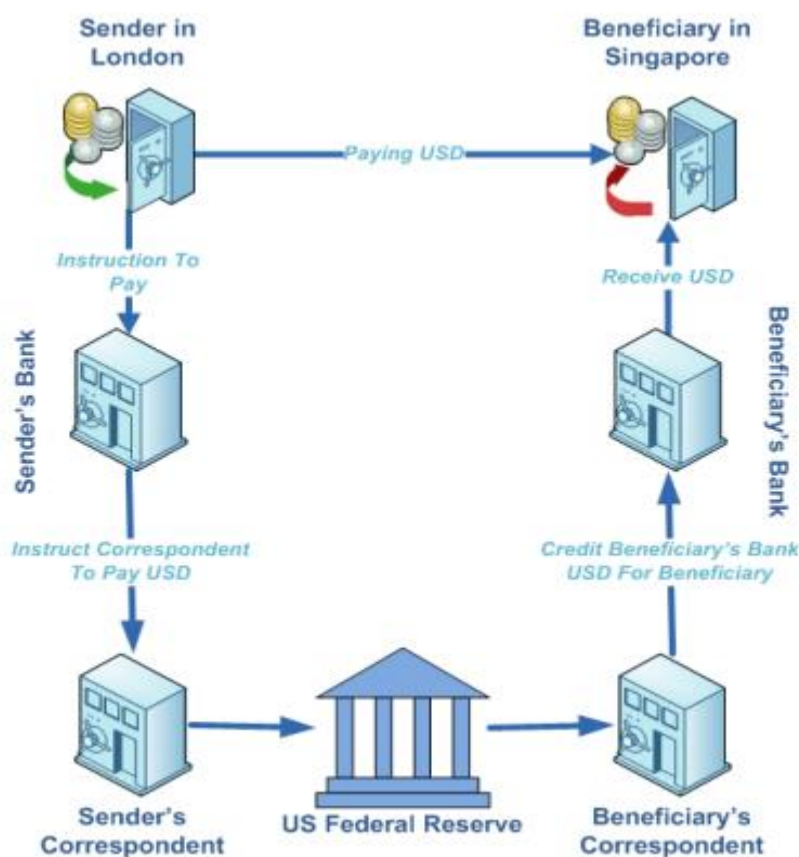 Sender in
London
Beneficiary in
Singapore
Paying USD
Instruction To
Pay
Receive USD
Sender's Bank
Beneficiary's Bank
Instruct Correspondent
To Pay USD
Credit Beneficiary's Bank
USD For Beneficiary
Sender's
Correspondent
US Federal Reserve
Beneficiary's
Correspondent